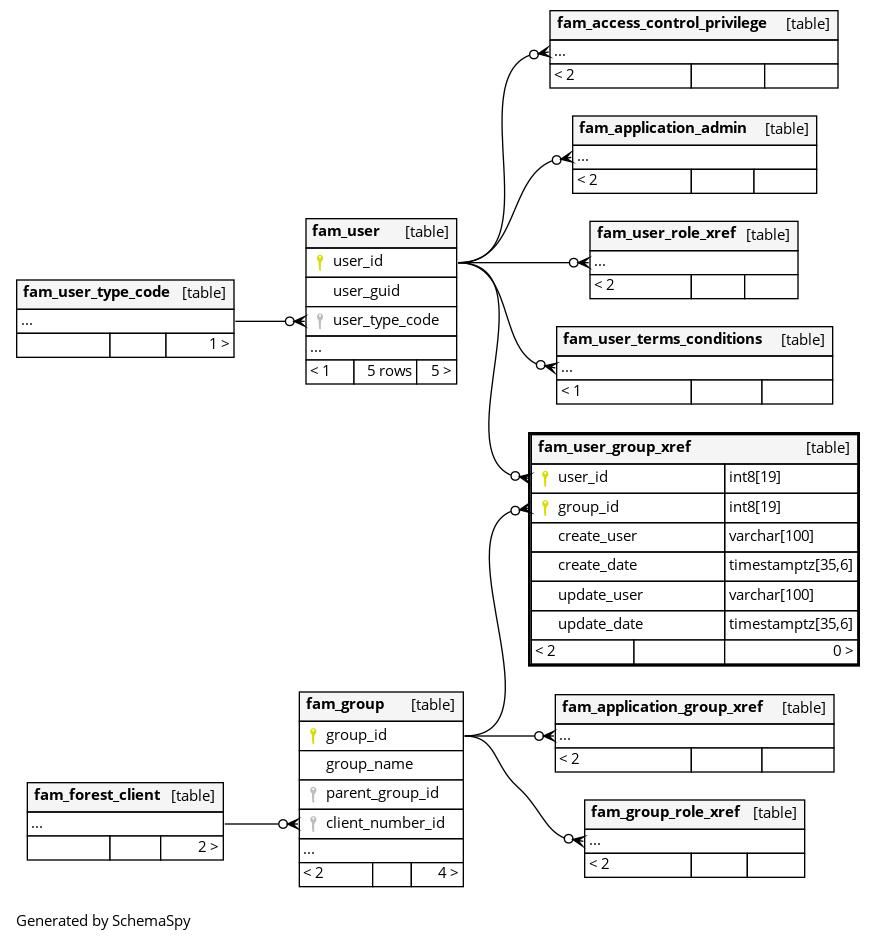 fam_access_control_privilege [table]
...
< 2
fam_application_admin [table]
...
< 2
fam_user_role_xref [table]
...
< 2
fam_user [table]
user_id
user_guid
user_type_code
...
< 1 5 rows 5 >
fam_user_type_code [table]
...
1 >
fam_user_terms_conditions [table]
...
< 1
fam_user_group_xref [table]
user_id int8[19]
group_id int8[19]
create_user varchar[100]
create_date timestamptz[35,6]
update_user varchar[100]
update_date timestamptz[35,6]
< 2 0 >
fam_group [table]
group_id
group_name
parent_group_id
client_number_id
...
< 2 4 >
fam_forest_client [table]
...
2 >
fam_application_group_xref [table]
...
< 2
fam_group_role_xref [table]
...
< 2
Generated by SchemaSpy